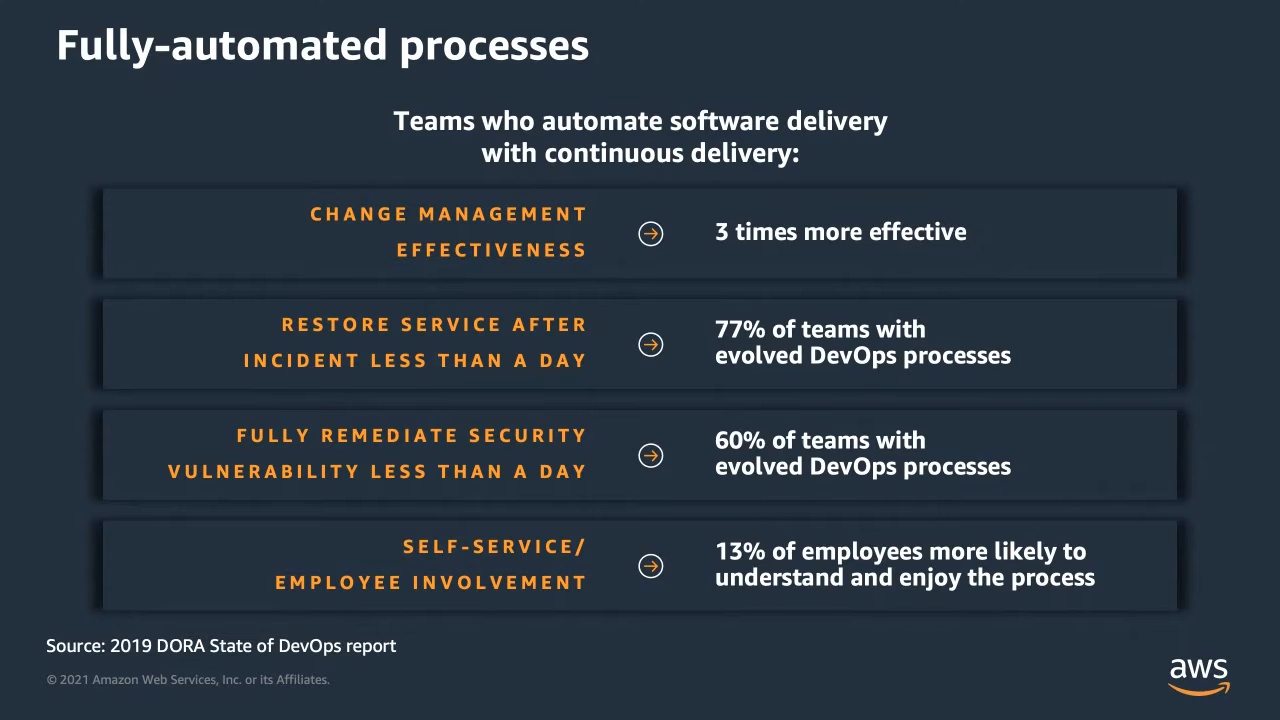 Fully-automated processes
Teams who automate software delivery
with continuous delivery:
CHANGE MANAGEMENT
EFFECTIVENESS
3 times more effective
RESTORE SERVICE AFTER
INCIDENT LESS THAN A DAY
77% of teams with
evolved DevOps processes
FULLY REMEDIATE SECURITY
VULNERABILITY LESS THAN A DAY
60% of teams with
evolved DevOps processes
SELF-SERVICE/
EMPLOYEE INVOLVEMENT
13% of employees more likely to
understand and enjoy the process
Source: 2019 DORA State of DevOps report
© 2021 Amazon Web Services, Inc. or its Affiliates.
aws